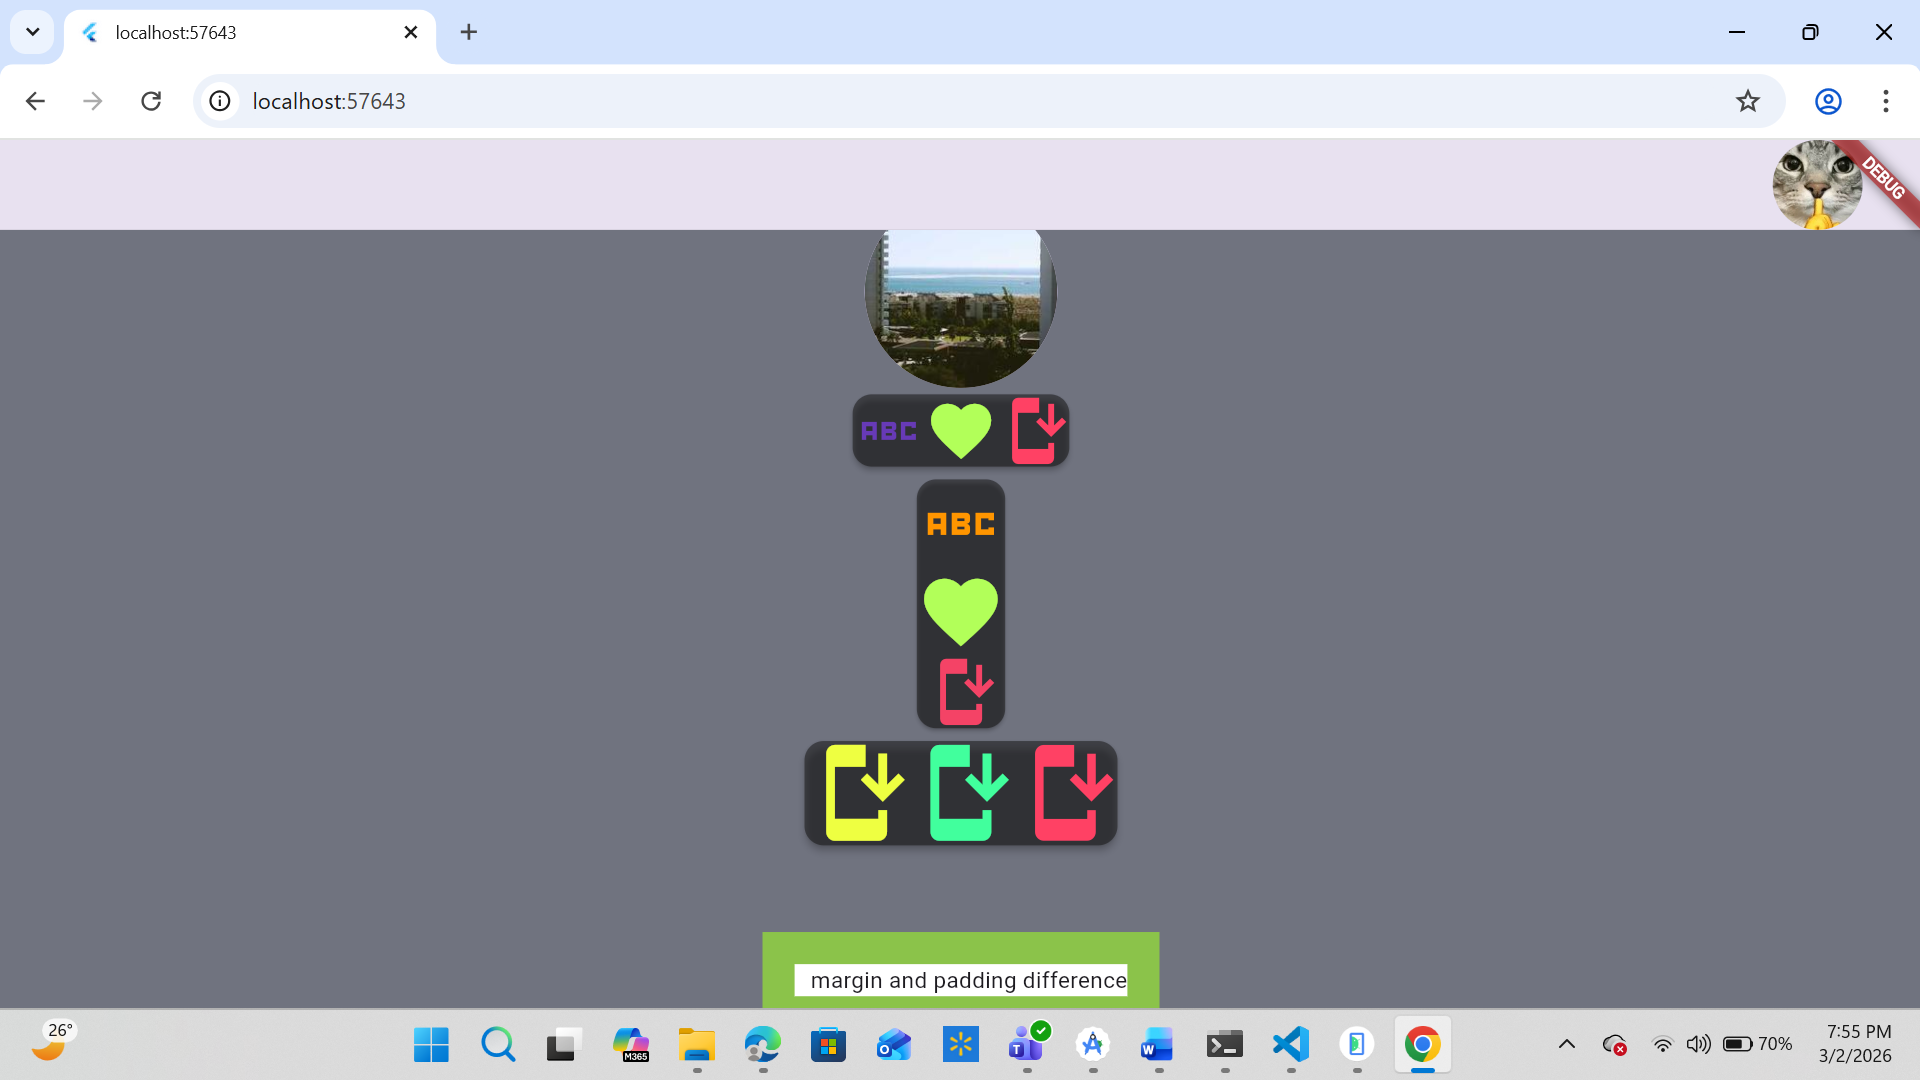 localhost:57643
localhost:57643
DEBUG
ABC
ABC
margin and padding difference
26°
M365
70%
7:55 PM
3/2/2026